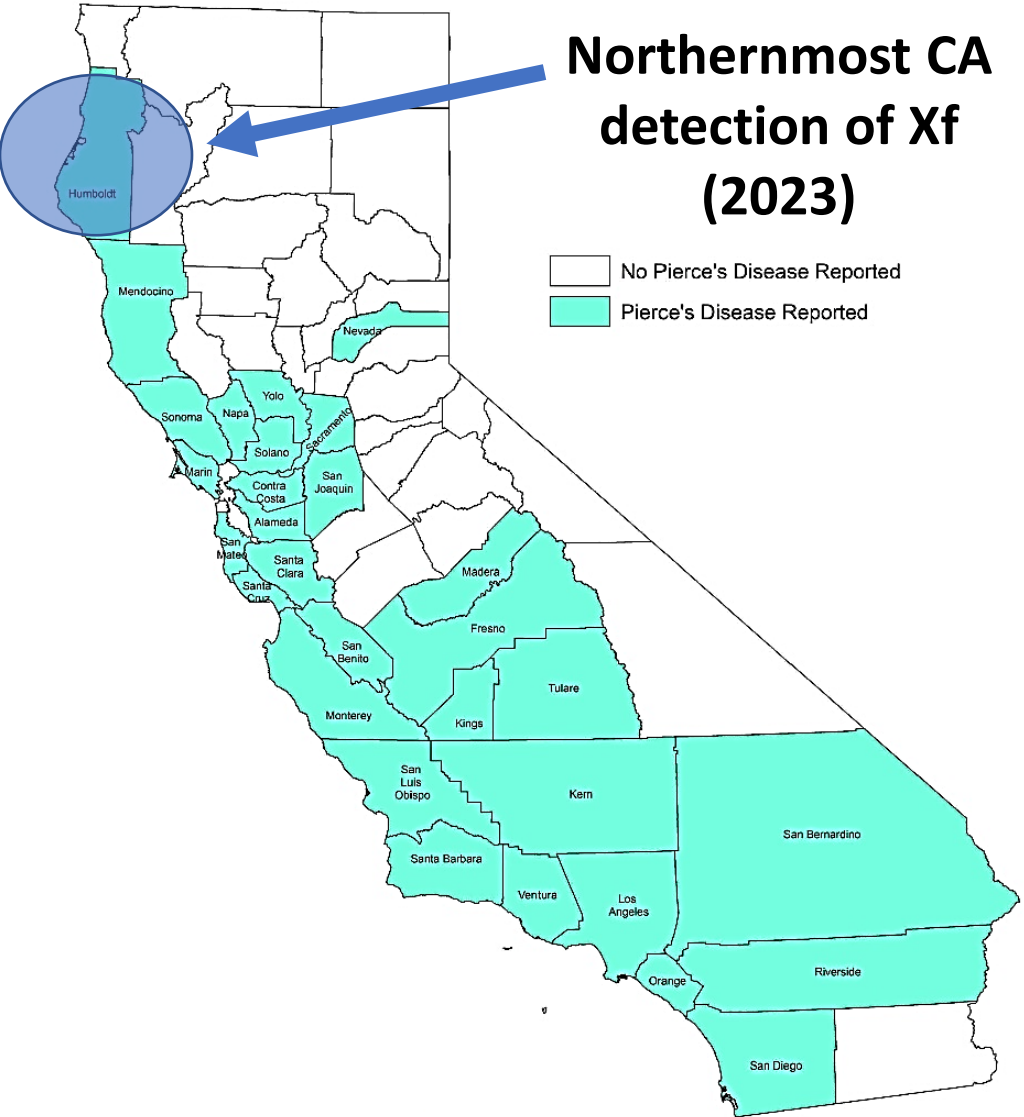 Northernmost CA
detection of Xf
(2023)
No Pierce's Disease Reported
Pierce's Disease Reported
Humboldt
Mendocino
Nevada
Yolo
Sonoma
Napa
Sacramento
Solano
Marin
San
Joaquin
Contra
Costa
Alameda
San
Mateo
Santa
Clara
Santa
Cruz
Madera
Fresno
San
Benito
Tulare
Monterey
Kings
San
Luis
Obispo
Kern
San Bernardino
Santa Barbara
Ventura
Los
Angeles
Riverside
Orange
San Diego